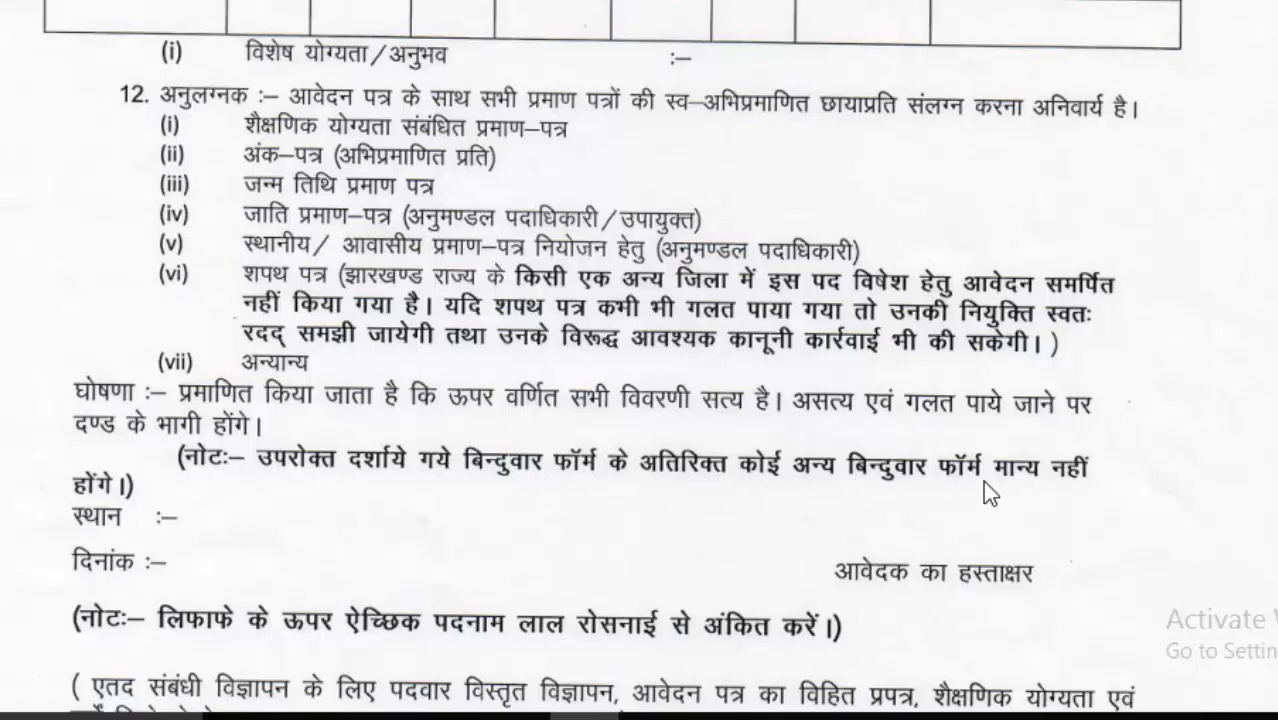 (i) विशेष योग्यता/अनुभव :–
12. अनुलग्नक :– आवेदन पत्र के साथ सभी प्रमाण पत्रों की स्व–अभिप्रमाणित छायाप्रति संलग्न करना अनिवार्य है।
(i) शैक्षणिक योग्यता संबंधित प्रमाण–पत्र
(ii) अंक–पत्र (अभिप्रमाणित प्रति)
(iii) जन्म तिथि प्रमाण पत्र
(iv) जाति प्रमाण–पत्र (अनुमण्डल पदाधिकारी/उपायुक्त)
(v) स्थानीय/ आवासीय प्रमाण–पत्र नियोजन हेतु (अनुमण्डल पदाधिकारी)
(vi) शपथ पत्र (झारखण्ड राज्य के किसी एक अन्य जिला में इस पद विषेश हेतु आवेदन समर्पित
नहीं किया गया है। यदि शपथ पत्र कभी भी गलत पाया गया तो उनकी नियुक्ति स्वतः
रदद् समझी जायेगी तथा उनके विरूद्ध आवश्यक कानूनी कार्रवाई भी की सकेगी। )
(vii) अन्यान्य
घोषणा :– प्रमाणित किया जाता है कि ऊपर वर्णित सभी विवरणी सत्य है। असत्य एवं गलत पाये जाने पर
दण्ड के भागी होंगे।
(नोटः– उपरोक्त दर्शाये गये बिन्दुवार फॉर्म के अतिरिक्त कोई अन्य बिन्दुवार फॉर्म मान्य नहीं
होंगे।)
स्थान :–
दिनांक :–
आवेदक का हस्ताक्षर
(नोटः– लिफाफे के ऊपर ऐच्छिक पदनाम लाल रोसनाई से अंकित करें।)
Activate
Go to Settin
( एतद संबंधी विज्ञापन के लिए पदवार विस्तृत विज्ञापन, आवेदन पत्र का विहित प्रपत्र, शैक्षणिक योग्यता एवं